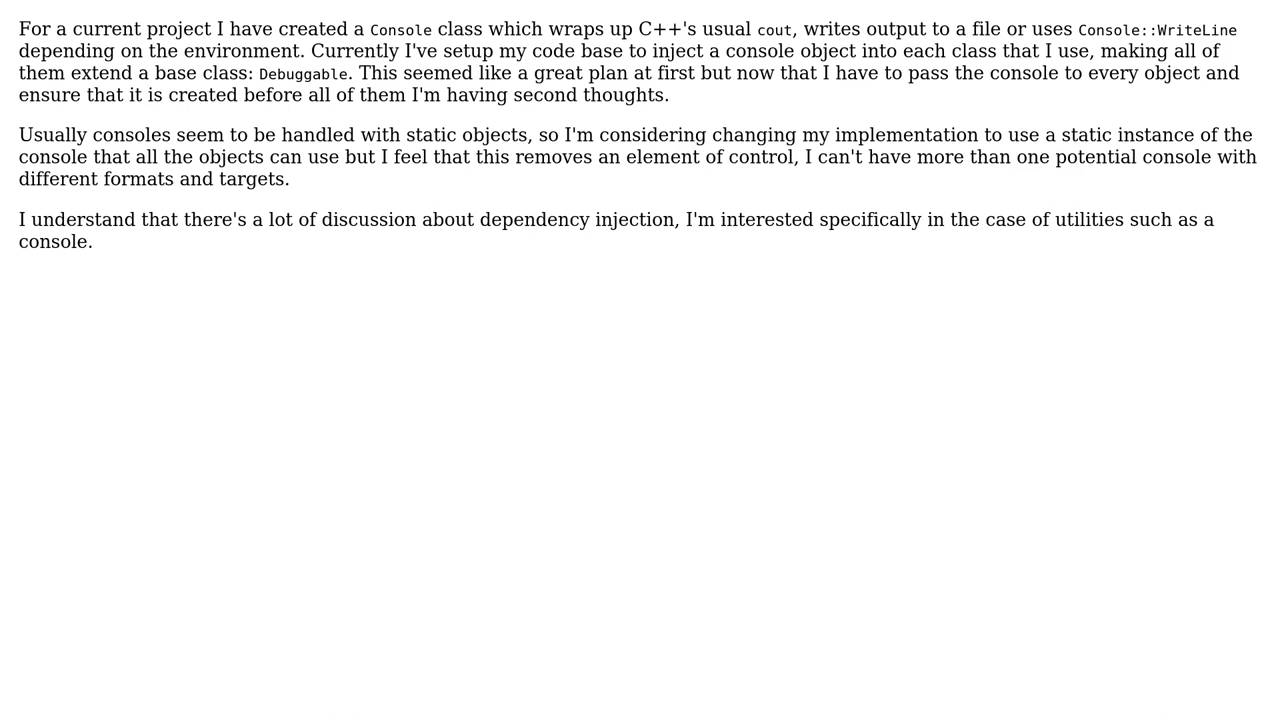 For a current project I have created a Console class which wraps up C++'s usual cout, writes output to a file or uses Console::WriteLine
depending on the environment. Currently I've setup my code base to inject a console object into each class that I use, making all of
them extend a base class: Debuggable. This seemed like a great plan at first but now that I have to pass the console to every object and
ensure that it is created before all of them I'm having second thoughts.
Usually consoles seem to be handled with static objects, so I'm considering changing my implementation to use a static instance of the
console that all the objects can use but I feel that this removes an element of control, I can't have more than one potential console with
different formats and targets.
I understand that there's a lot of discussion about dependency injection, I'm interested specifically in the case of utilities such as a
console.